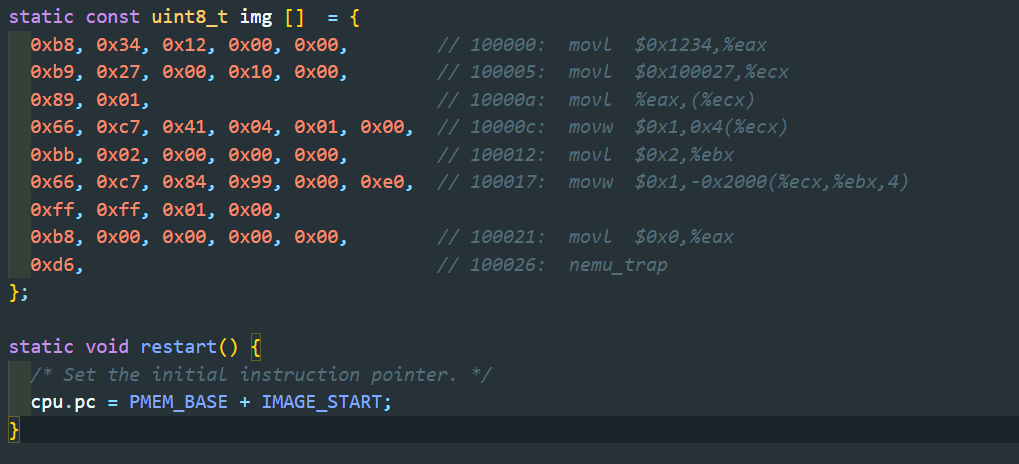 static const uint8_t img []  = {
  0xb8, 0x34, 0x12, 0x00, 0x00,        // 100000:  movl  $0x1234,%eax
  0xb9, 0x27, 0x00, 0x10, 0x00,        // 100005:  movl  $0x100027,%ecx
  0x89, 0x01,                          // 10000a:  movl  %eax,(%ecx)
  0x66, 0xc7, 0x41, 0x04, 0x01, 0x00,  // 10000c:  movw  $0x1,0x4(%ecx)
  0xbb, 0x02, 0x00, 0x00, 0x00,        // 100012:  movl  $0x2,%ebx
  0x66, 0xc7, 0x84, 0x99, 0x00, 0xe0,  // 100017:  movw  $0x1,-0x2000(%ecx,%ebx,4)
  0xff, 0xff, 0x01, 0x00,
  0xb8, 0x00, 0x00, 0x00, 0x00,        // 100021:  movl  $0x0,%eax
  0xd6,                                // 100026:  nemu_trap
};

static void restart() {
  /* Set the initial instruction pointer. */
  cpu.pc = PMEM_BASE + IMAGE_START;
}